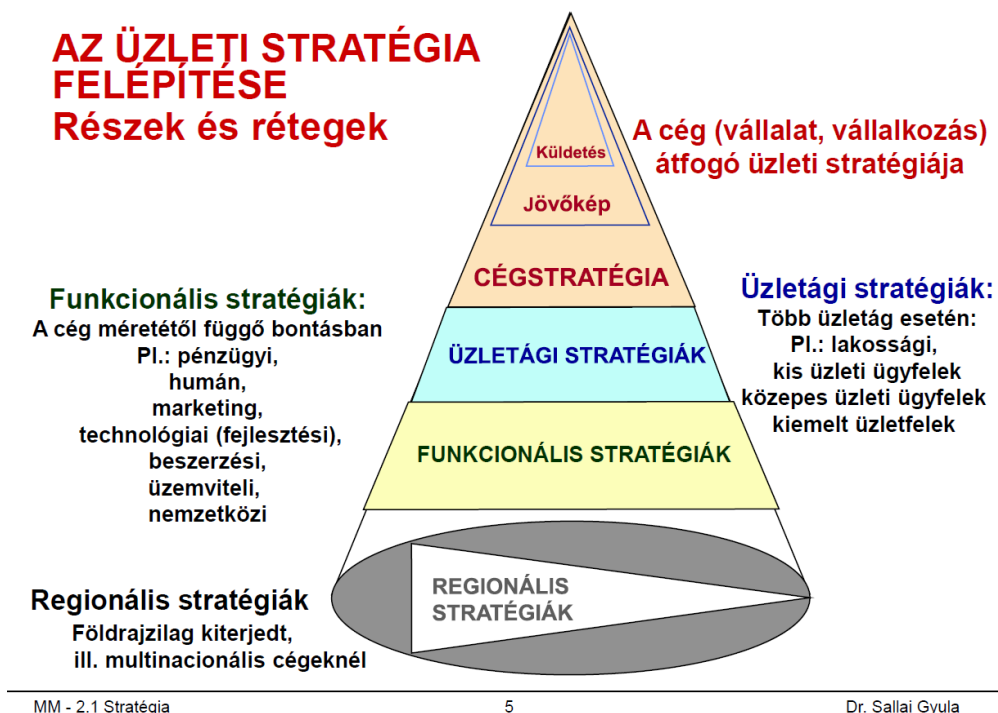 AZ ÜZLETI STRATÉGIA
FELÉPÍTÉSE
Részek és rétegek
A cég (vállalat, vállalkozás)
átfogó üzleti stratégiája
Küldetés
Jövőkép
CÉGSTRATÉGIA
Funkcionális stratégiák:
A cég méretétől függő bontásban
Pl.: pénzügyi,
humán,
marketing,
technológiai (fejlesztési),
beszerzési,
üzemviteli,
nemzetközi
ÜZLETÁGI STRATÉGIÁK
Üzletági stratégiák:
Több üzletág esetén:
Pl.: lakossági,
kis üzleti ügyfelek
közepes üzleti ügyfelek
kiemelt üzletfelek
FUNKCIONÁLIS STRATÉGIÁK
REGIONÁLIS
STRATÉGIÁK
Regionális stratégiák
Földrajzilag kiterjedt,
ill. multinacionális cégeknél
MM - 2.1 Stratégia
5
Dr. Sallai Gyula